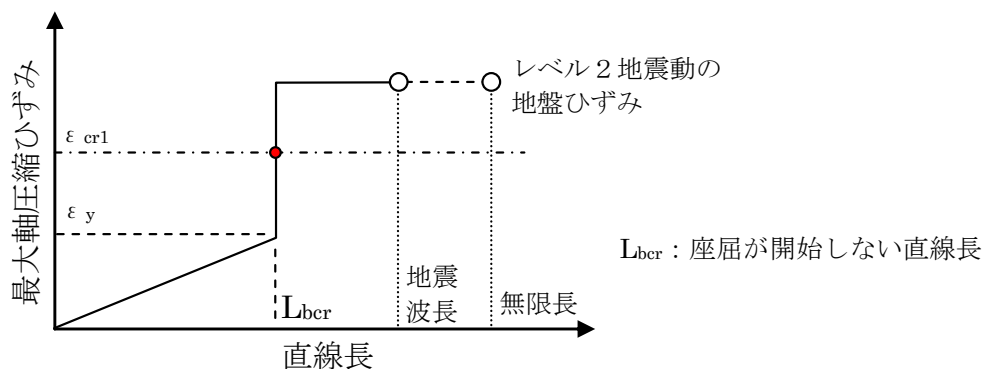 最大軸圧縮ひずみ
ε cr1
ε y
レベル２地震動の
地盤ひずみ
Lbcr：座屈が開始しない直線長
Lbcr
地震
波長
無限長
直線長